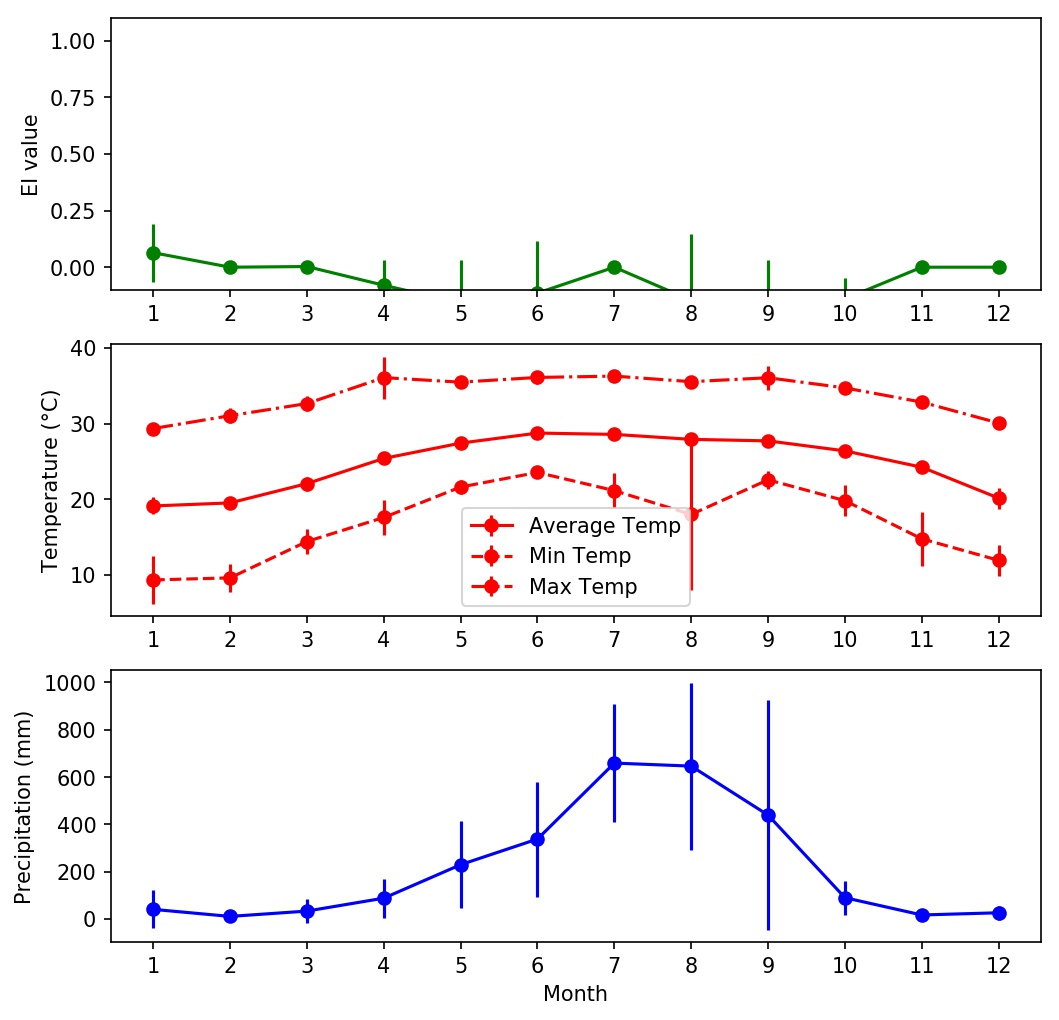 EI value
1.00
0.75
0.50
0.25
0.00
1 2 3 4 5 6 7 8 9 10 11 12
Temperature (°C)
40
30
20
10
Average Temp
Min Temp
Max Temp
1 2 3 4 5 6 7 8 9 10 11 12
Precipitation (mm)
1000
800
600
400
200
0
1 2 3 4 5 6 7 8 9 10 11 12
Month